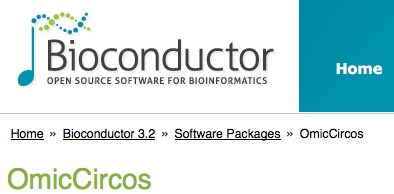 Bioconductor
OPEN SOURCE SOFTWARE FOR BIOINFORMATICS
Home
Home » Bioconductor 3.2 » Software Packages » OmicCircos
OmicCircos